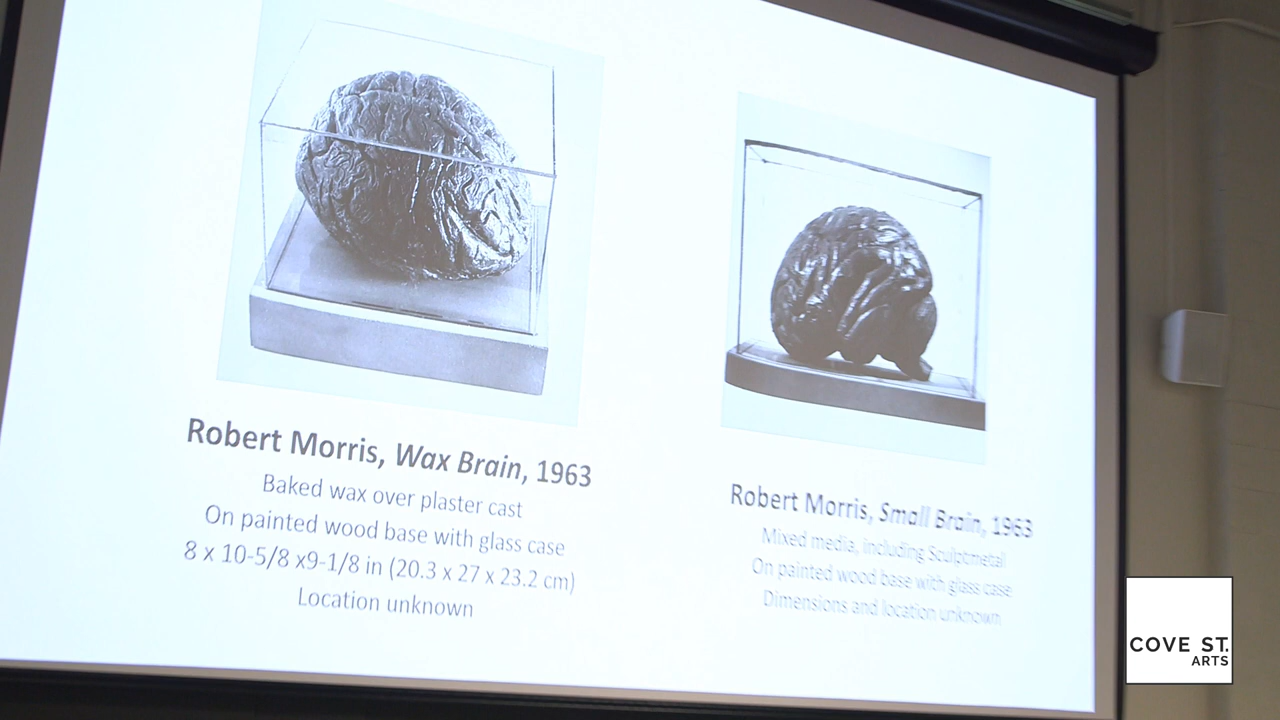 Robert Morris, Wax Brain, 1963
Baked wax over plaster cast
On painted wood base with glass case
8 x 10-5/8 x9-1/8 in (20.3 x 27 x 23.2 cm)
Location unknown
Robert Morris, Small Brain, 1963
Mixed media, including Sculptmetal
On painted wood base with glass case
Dimensions and location unknown
COVE ST.
ARTS